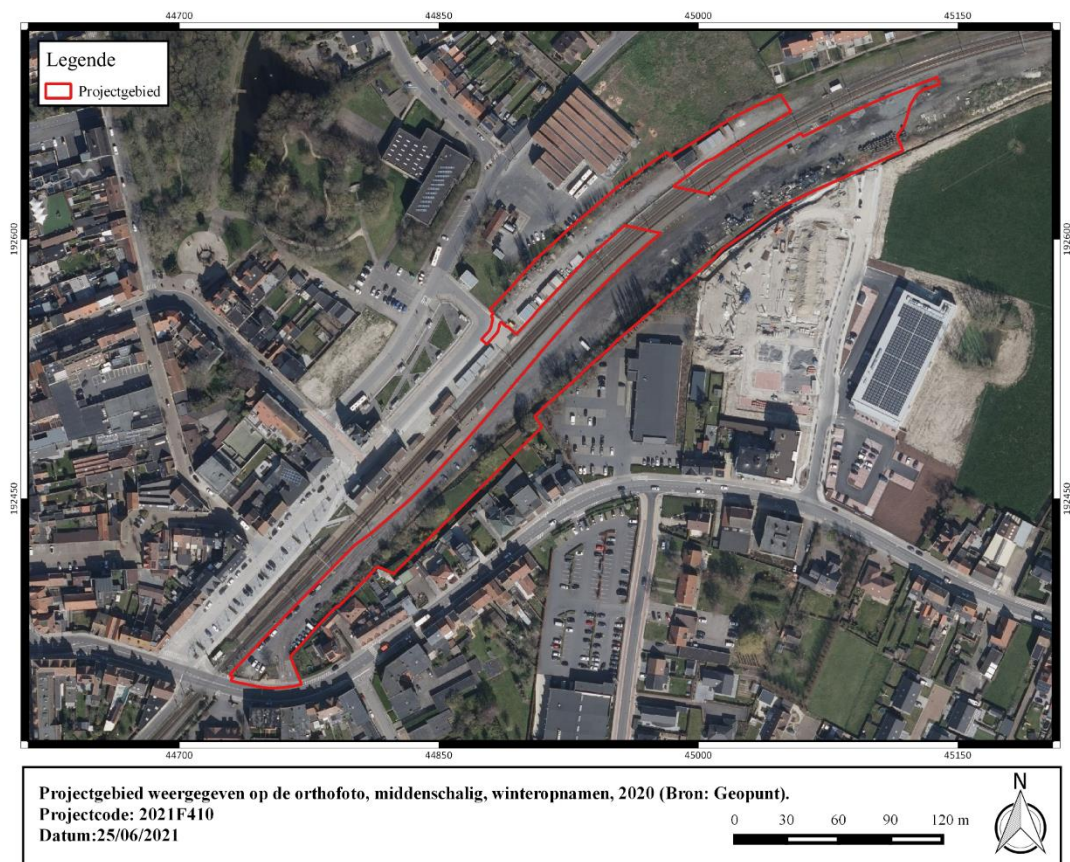 44700 44850 45000 45150
Legende
Projectgebied
192600 192600
192450 192450
44700 44850 45000 45150
Projectgebied weergegeven op de orthofoto, middenschalig, winteropnamen, 2020 (Bron: Geopunt).
Projectcode: 2021F410
Datum:25/06/2021
N
0 30 60 90 120 m